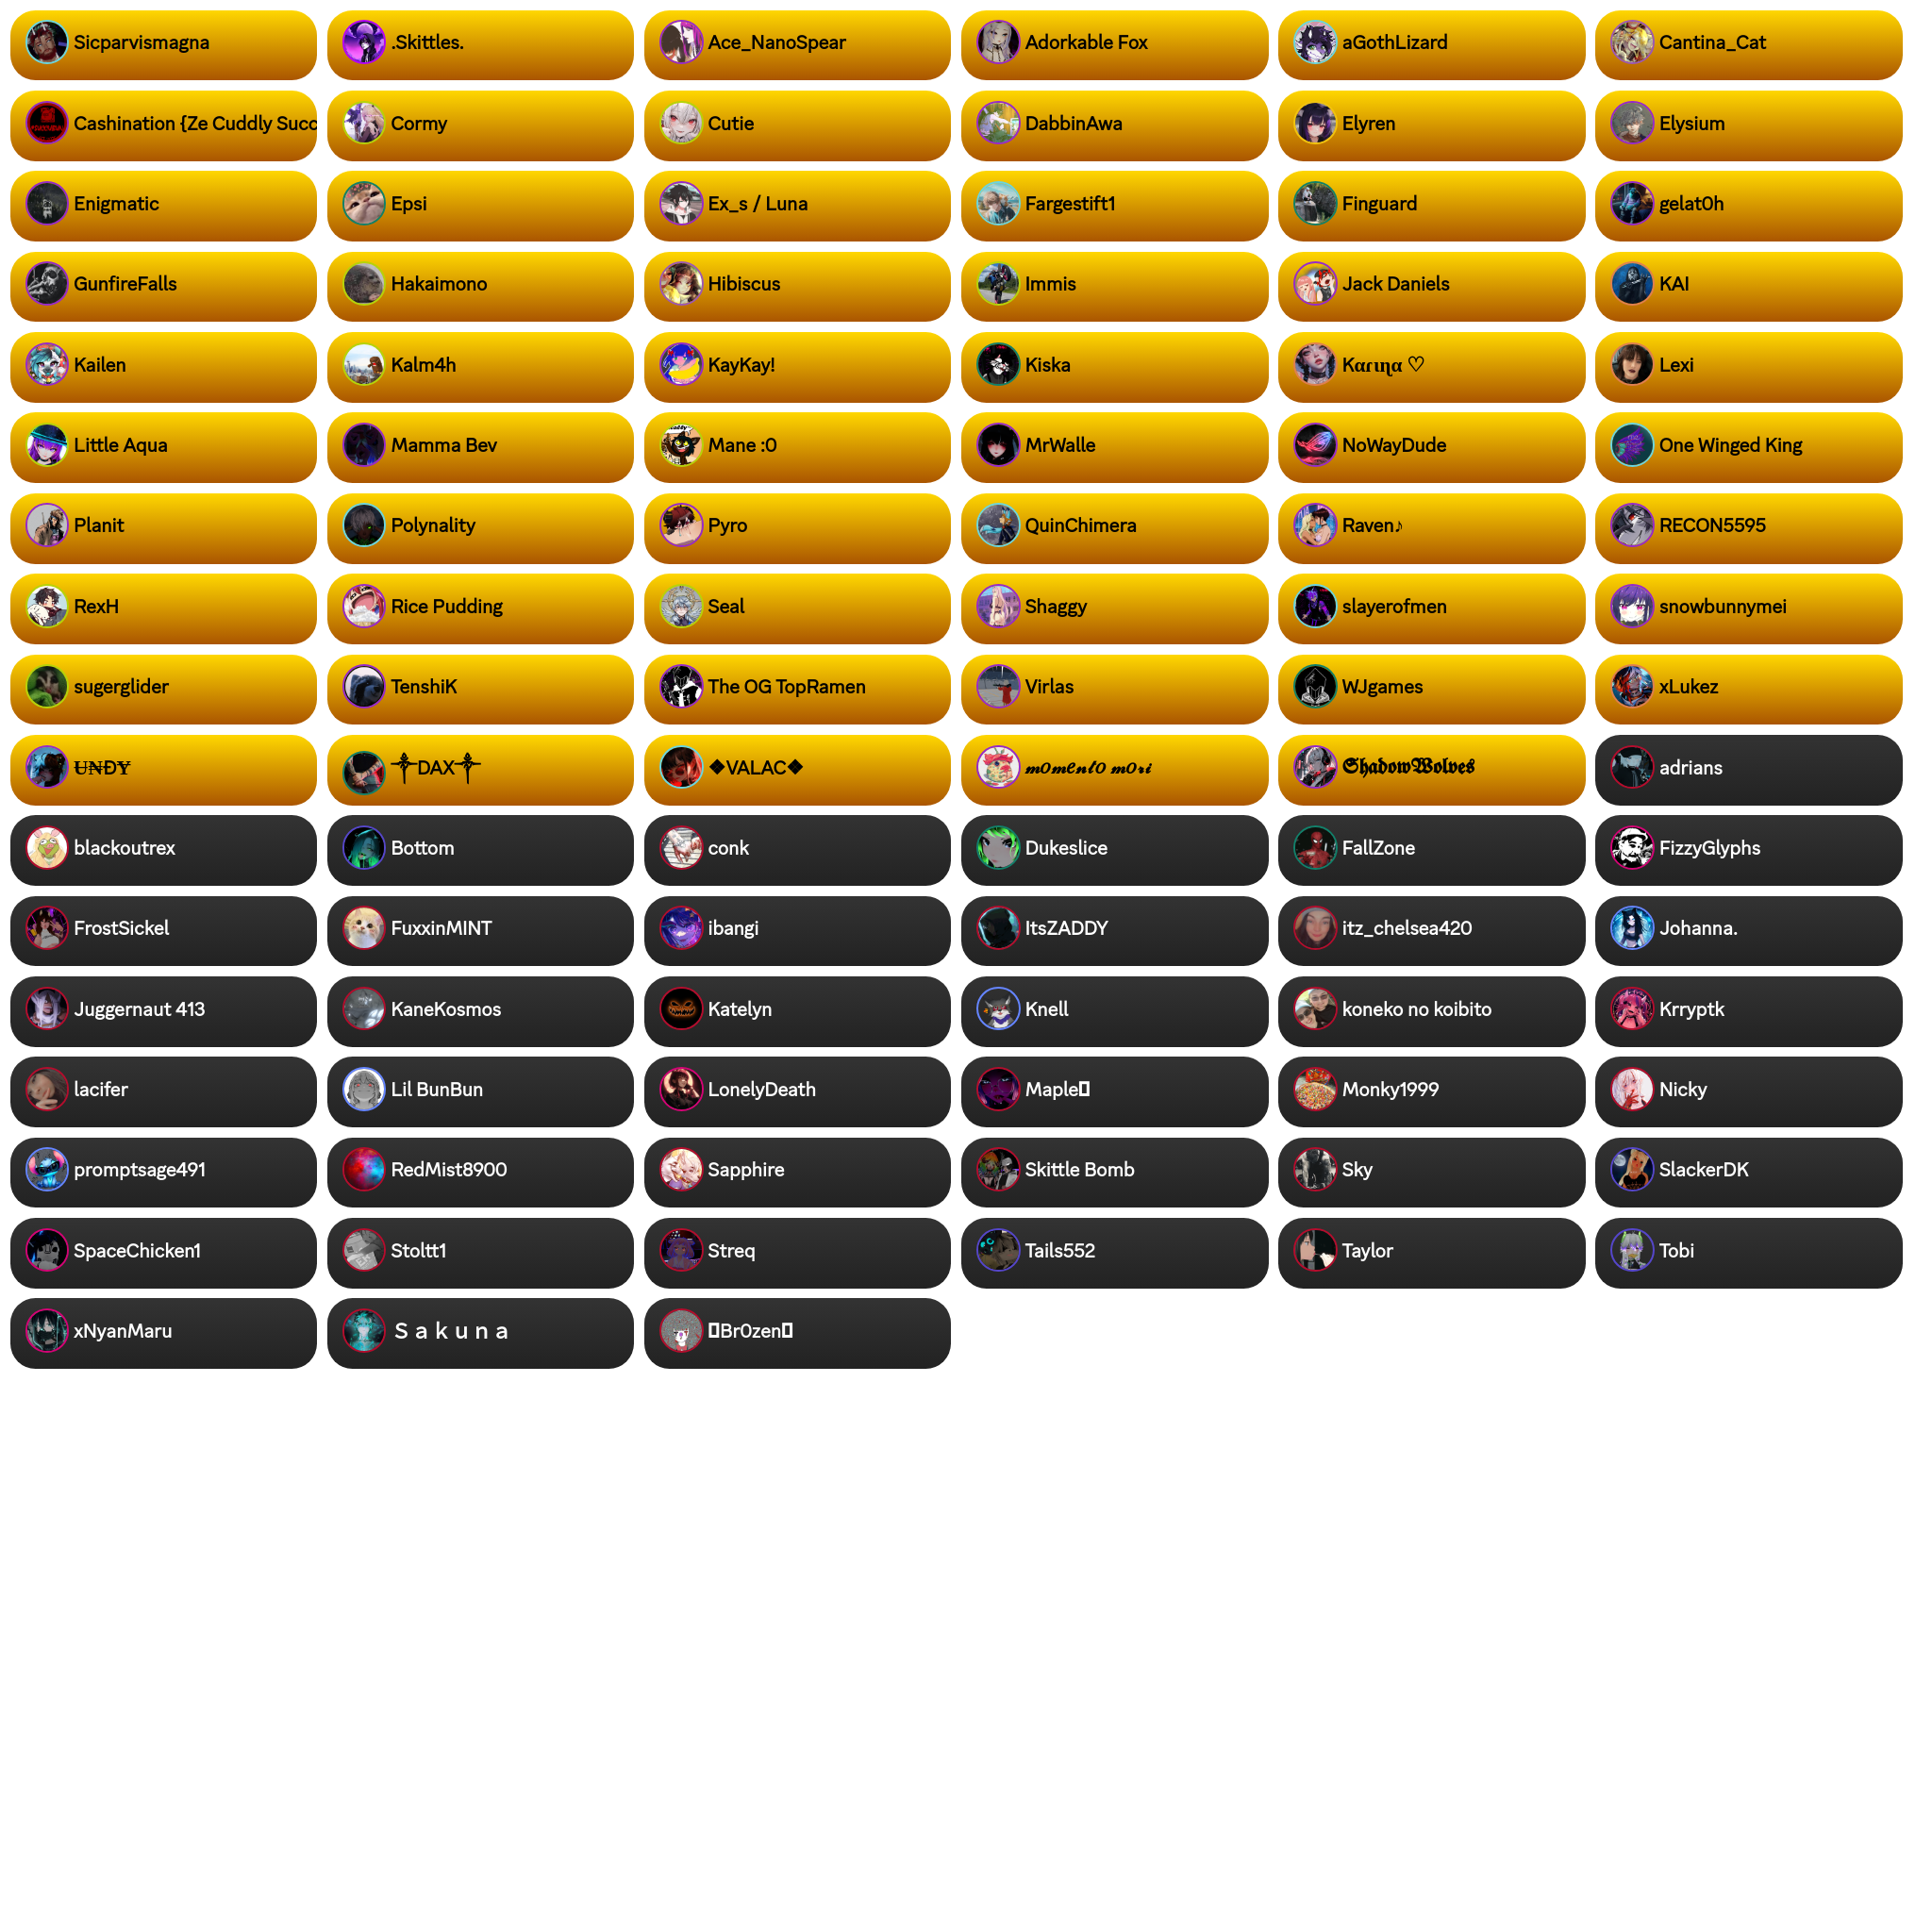 Sicparvismagna
.Skittles.
Ace_NanoSpear
Adorkable Fox
aGothLizard
Cantina_Cat
Cashination {Ze Cuddly Succ
Cormy
Cutie
DabbinAwa
Elyren
Elysium
Enigmatic
Epsi
Ex_s / Luna
Fargestift1
Finguard
gelat0h
GunfireFalls
Hakaimono
Hibiscus
Immis
Jack Daniels
KAI
Kailen
Kalm4h
KayKay!
Kiska
Kαɾιɳα ♡
Lexi
Little Aqua
Mamma Bev
Mane :0
MrWalle
NoWayDude
One Winged King
Planit
Polynality
Pyro
QuinChimera
Raven♪
RECON5595
RexH
Rice Pudding
Seal
Shaggy
slayerofmen
snowbunnymei
sugerglider
TenshiK
The OG TopRamen
Virlas
WJgames
xLukez
U̶N̶D̶Y̶
༒DAX༒
❖VALAC❖
𝓶𝓸𝓶𝓮𝓷𝓽𝓸 𝓶𝓸𝓻𝓲
𝕾𝖍𝖆𝖉𝖔𝖜𝖂𝖔𝖑𝖛𝖊𝖘
adrians
blackoutrex
Bottom
conk
Dukeslice
FallZone
FizzyGlyphs
FrostSickel
FuxxinMINT
ibangi
ItsZADDY
itz_chelsea420
Johanna.
Juggernaut 413
KaneKosmos
Katelyn
Knell
koneko no koibito
Krryptk
lacifer
Lil BunBun
LonelyDeath
Maple
Monky1999
Nicky
promptsage491
RedMist8900
Sapphire
Skittle Bomb
Sky
SlackerDK
SpaceChicken1
Stoltt1
Streq
Tails552
Taylor
Tobi
xNyanMaru
Ｓａｋｕｎａ
Br0zen